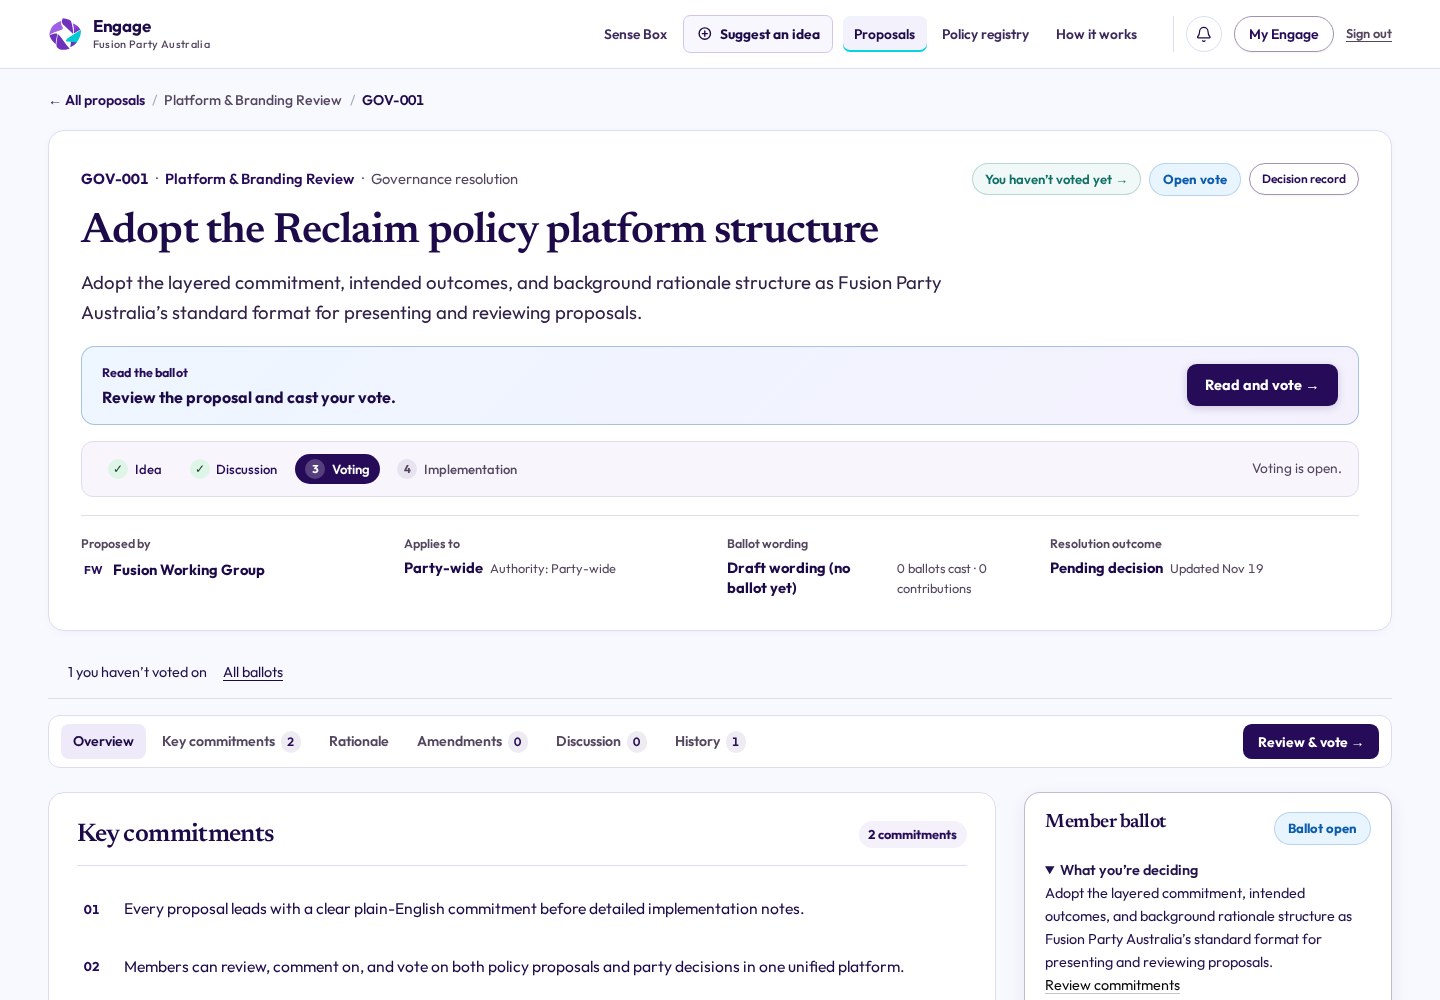 Engage
Fusion Party Australia
Sense Box
Suggest an idea
Proposals
Policy registry
How it works
My Engage
Sign out
← All proposals / Platform & Branding Review / GOV-001
GOV-001 · Platform & Branding Review · Governance resolution
You haven’t voted yet →
Open vote
Decision record
Adopt the Reclaim policy platform structure
Adopt the layered commitment, intended outcomes, and background rationale structure as Fusion Party
Australia’s standard format for presenting and reviewing proposals.
Read the ballot
Review the proposal and cast your vote.
Read and vote →
✓ Idea
✓ Discussion
3 Voting
4 Implementation
Voting is open.
Proposed by
FW Fusion Working Group
Applies to
Party-wide Authority: Party-wide
Ballot wording
Draft wording (no
ballot yet)
0 ballots cast · 0
contributions
Resolution outcome
Pending decision Updated Nov 19
1 you haven’t voted on All ballots
Overview
Key commitments 2
Rationale
Amendments 0
Discussion 0
History 1
Review & vote →
Key commitments
2 commitments
01 Every proposal leads with a clear plain-English commitment before detailed implementation notes.
02 Members can review, comment on, and vote on both policy proposals and party decisions in one unified platform.
Member ballot
Ballot open
▼ What you’re deciding
Adopt the layered commitment, intended
outcomes, and background rationale structure as
Fusion Party Australia’s standard format for
presenting and reviewing proposals.
Review commitments